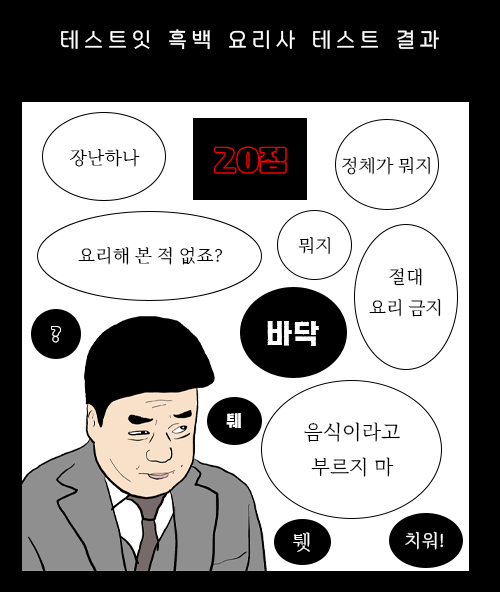 테스트잇 흑백 요리사 테스트 결과
장난하나
20점
정체가 뭐지
요리해 본 적 없죠?
뭐지
절대
요리 금지
?
바닥
퉤
음식이라고
부르지 마
퉷
치워!